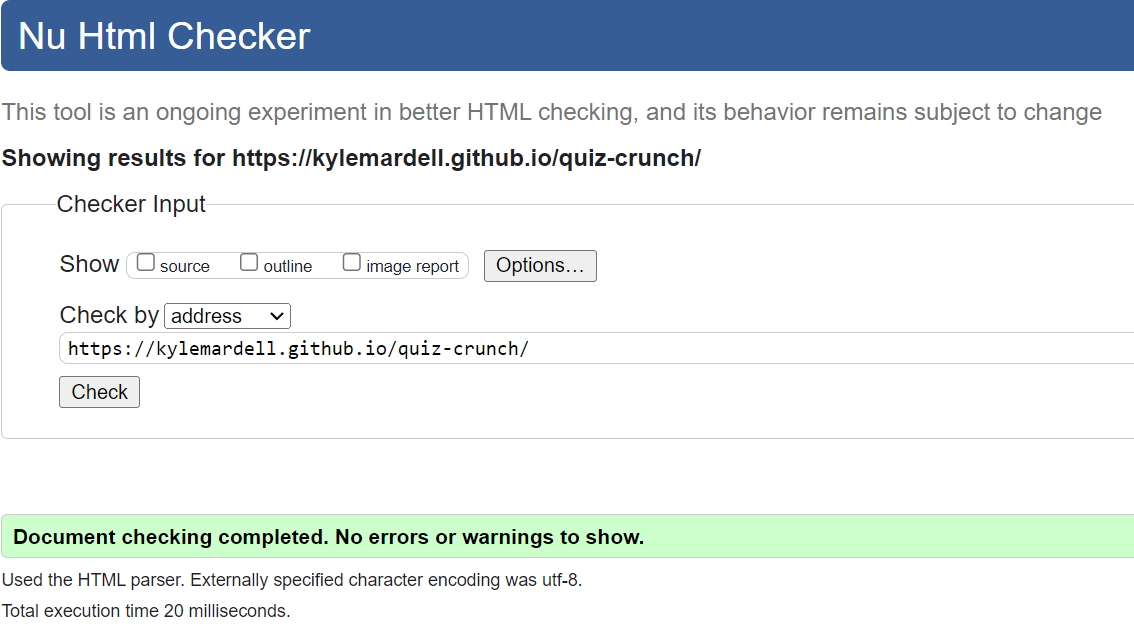 Nu Html Checker
This tool is an ongoing experiment in better HTML checking, and its behavior remains subject to change
Showing results for https://kylemardell.github.io/quiz-crunch/
Checker Input
Show source outline image report Options...
Check by address
https://kylemardell.github.io/quiz-crunch/
Check
Document checking completed. No errors or warnings to show.
Used the HTML parser. Externally specified character encoding was utf-8.
Total execution time 20 milliseconds.